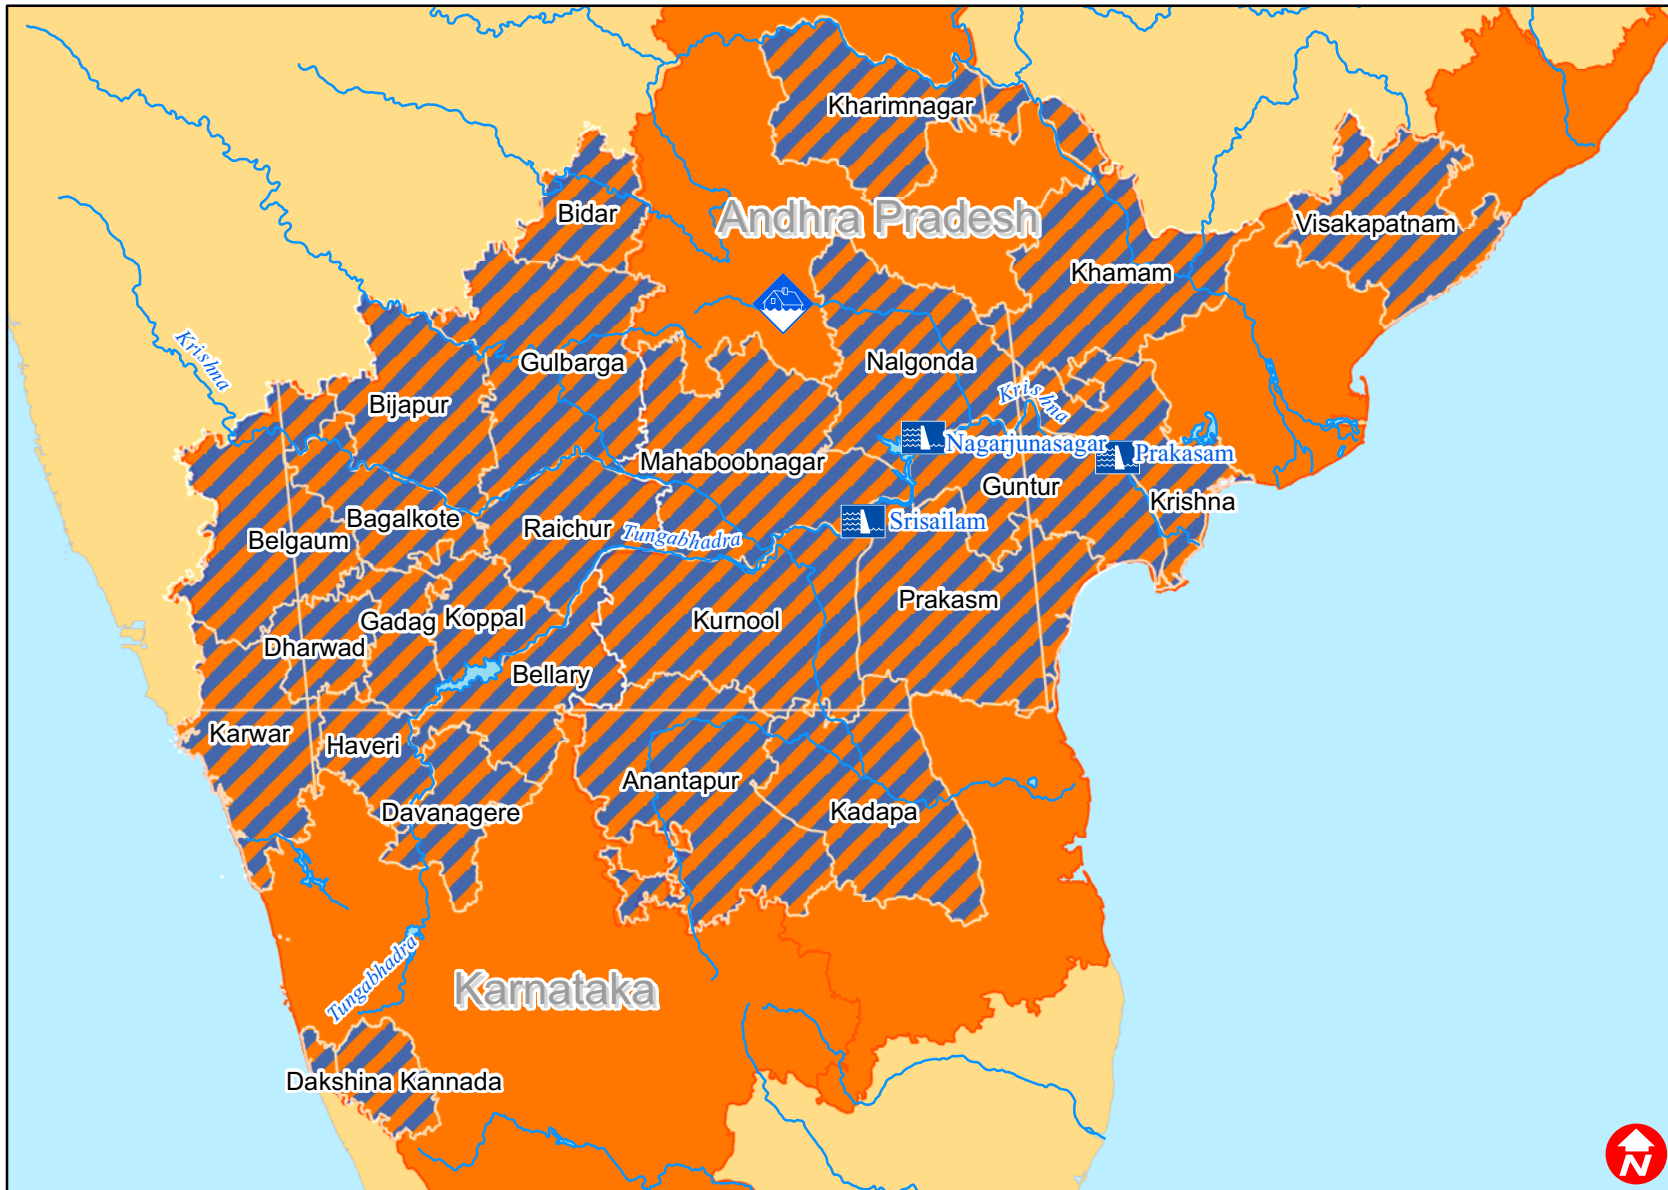 Kharimnagar
Andhra Pradesh
Bidar
Visakapatnam
Khamam
Krishna
Gulbarga
Nalgonda
Bijapur
Krishna
Nagarjunasagar
Prakasam
Mahaboobnagar
Guntur
Krishna
Bagalkote
Belgaum
Raichur
Tungabhadra
Srisailam
Prakasm
Gadag
Koppal
Kurnool
Dharwad
Bellary
Karwar
Haveri
Anantapur
Davanagere
Kadapa
Tungabhadra
Karnataka
Dakshina Kannada
N